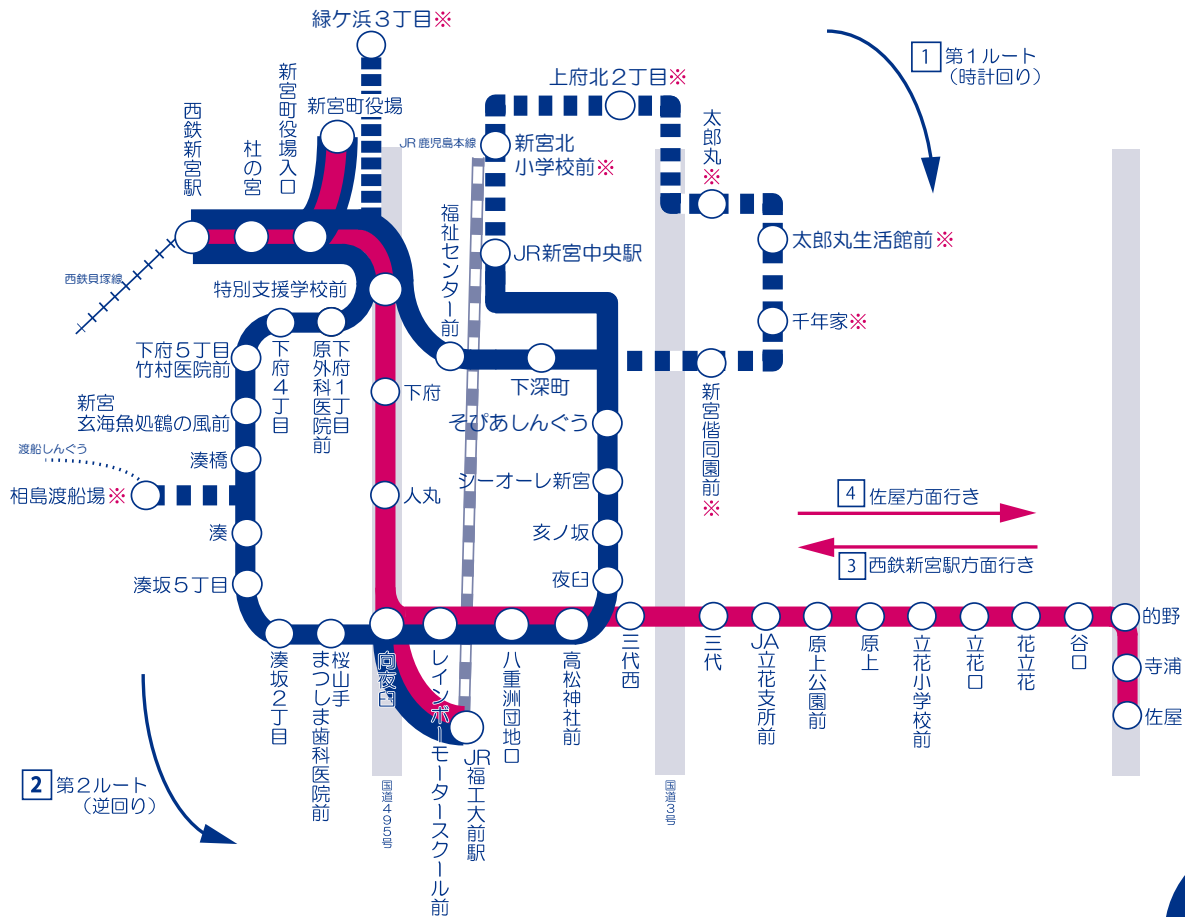 緑ケ浜３丁目※
1 第１ルート
（時計回り）
上府北２丁目※
新宮町役場入口
新宮町役場
西鉄新宮駅
杜の宮
太郎丸※
JR鹿児島本線
新宮北
小学校前※
福祉センター前
JR新宮中央駅
太郎丸生活館前※
西鉄貝塚線
特別支援学校前
千年家※
下府５丁目
竹村医院前
下府４丁目
下府１丁目
原外科医院前
下深町
新宮偕同園前※
下府
新宮
玄海魚処鶴の風前
そぴあしんぐう
渡船しんぐう
湊橋
シーオーレ新宮
相島渡船場※
人丸
4 佐屋方面行き
湊
亥ノ坂
3 西鉄新宮駅方面行き
湊坂５丁目
夜臼
的野
湊坂２丁目
桜山手
まつしま歯科医院前
向夜臼
レインボーモータースクール前
八重洲団地口
高松神社前
三代西
三代
JA立花支所前
原上公園前
原上
立花小学校前
立花口
花立花
谷口
寺浦
佐屋
JR福工大前駅
2 第２ルート
（逆回り）
国道495号
国道3号